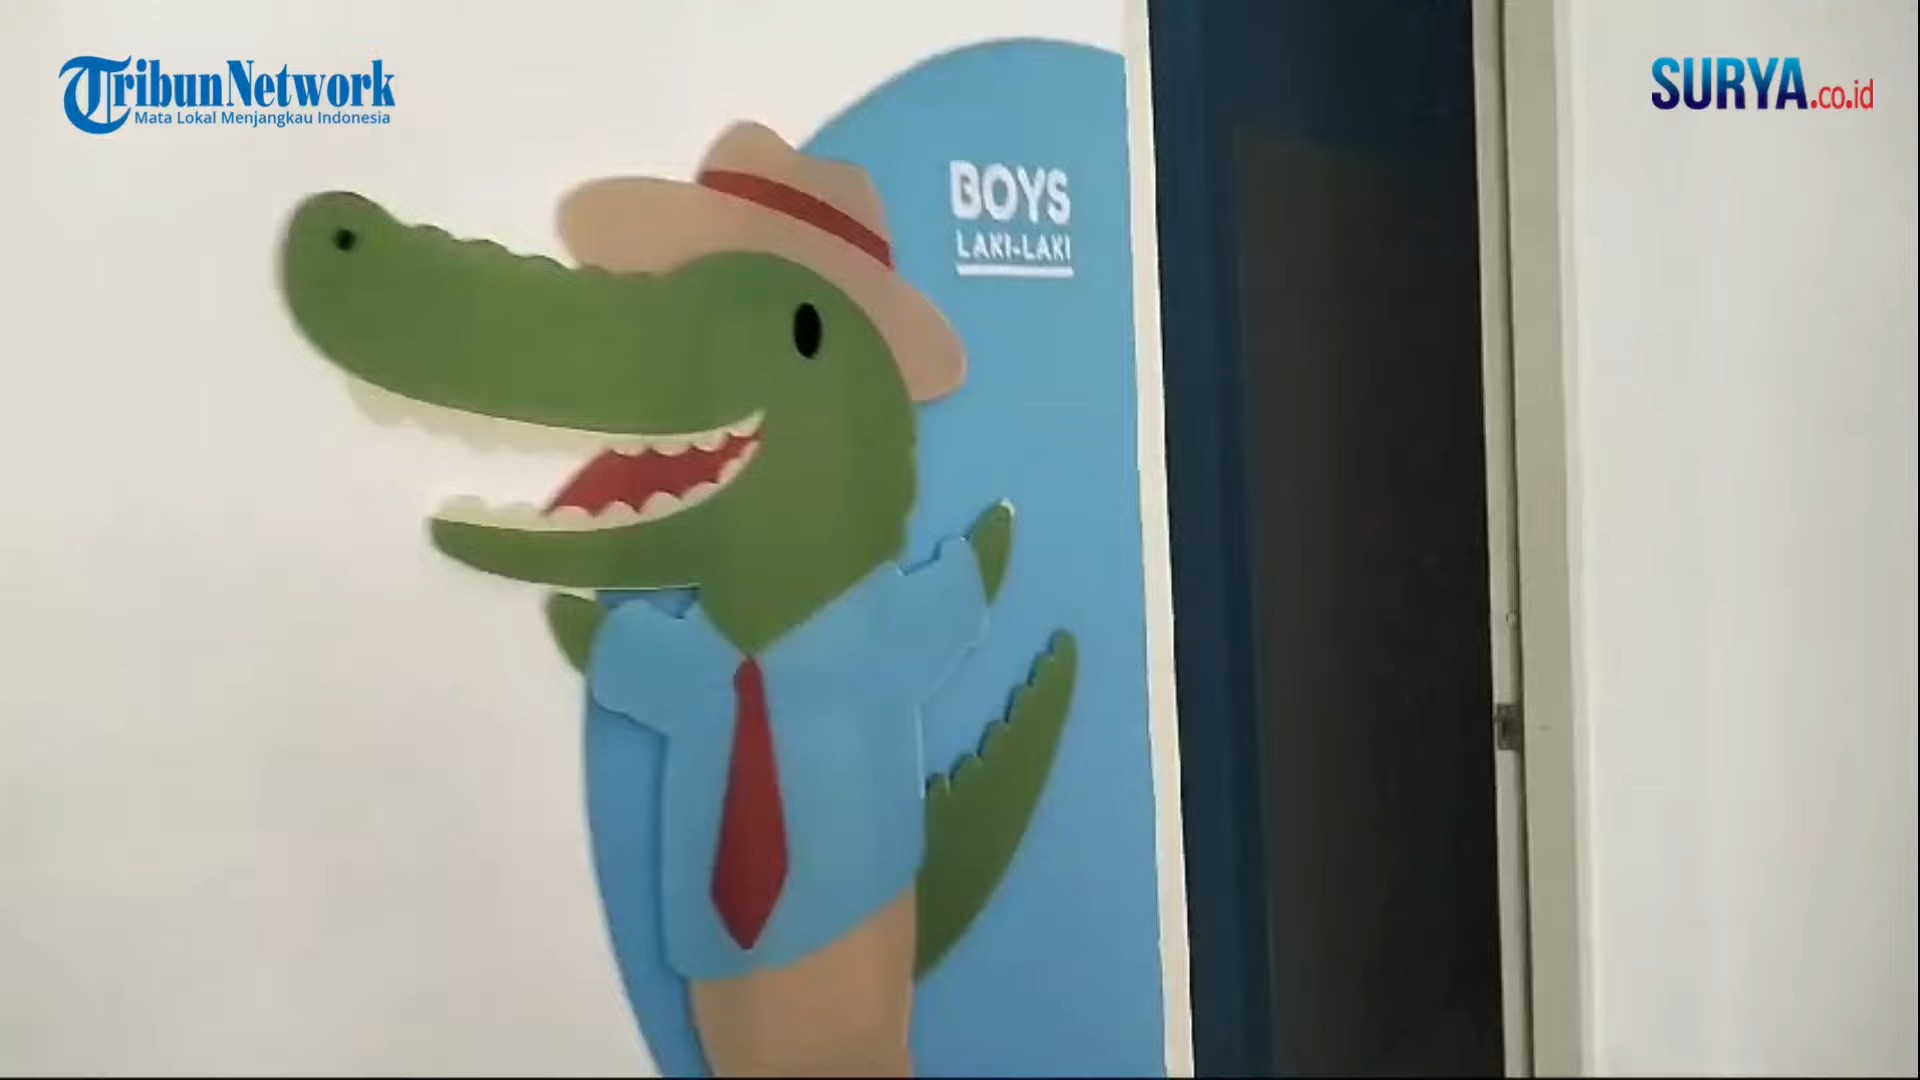 TribunNetwork
Mata Lokal Menjangkau Indonesia
SURYA.co.id
BOYS
LAKI-LAKI